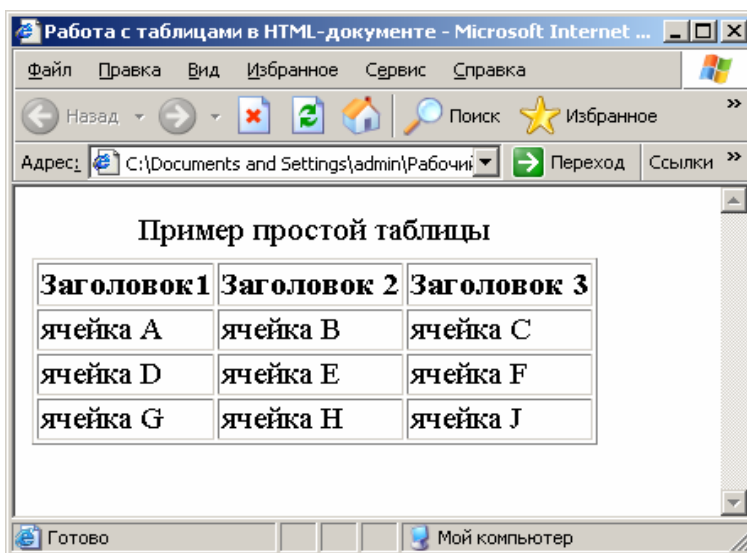 Работа с таблицами в HTML-документе - Microsoft Internet ...
Файл Правка Вид Избранное Сервис Справка
Назад Поиск Избранное »
Адрес: C:\Documents and Settings\admin\Рабочий Переход Ссылки »
Пример простой таблицы
Заголовок1 Заголовок 2 Заголовок 3
ячейка A ячейка B ячейка C
ячейка D ячейка E ячейка F
ячейка G ячейка H ячейка J
Готово Мой компьютер